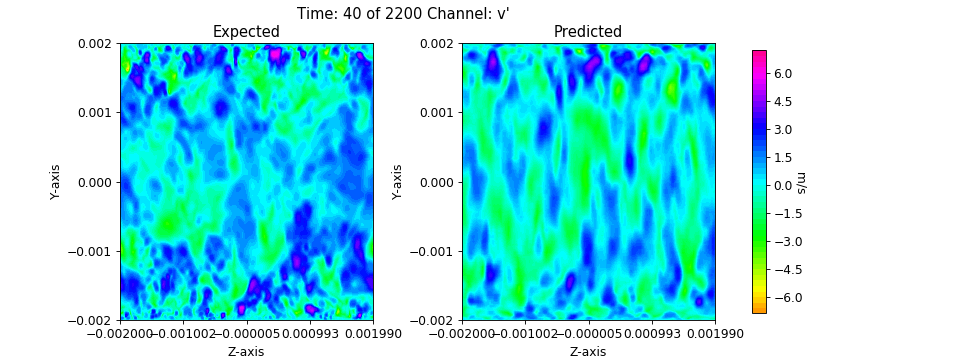 Time: 40 of 2200 Channel: v'
Expected
Predicted
0.002
0.001
0.000
−0.001
−0.002
Y-axis
−0.002000 −0.001002 −0.000005 0.000993 0.001990
Z-axis
0.002
0.001
0.000
−0.001
−0.002
Y-axis
−0.002000 −0.001002 −0.000005 0.000993 0.001990
Z-axis
6.0
4.5
3.0
1.5
0.0
−1.5
−3.0
−4.5
−6.0
m/s